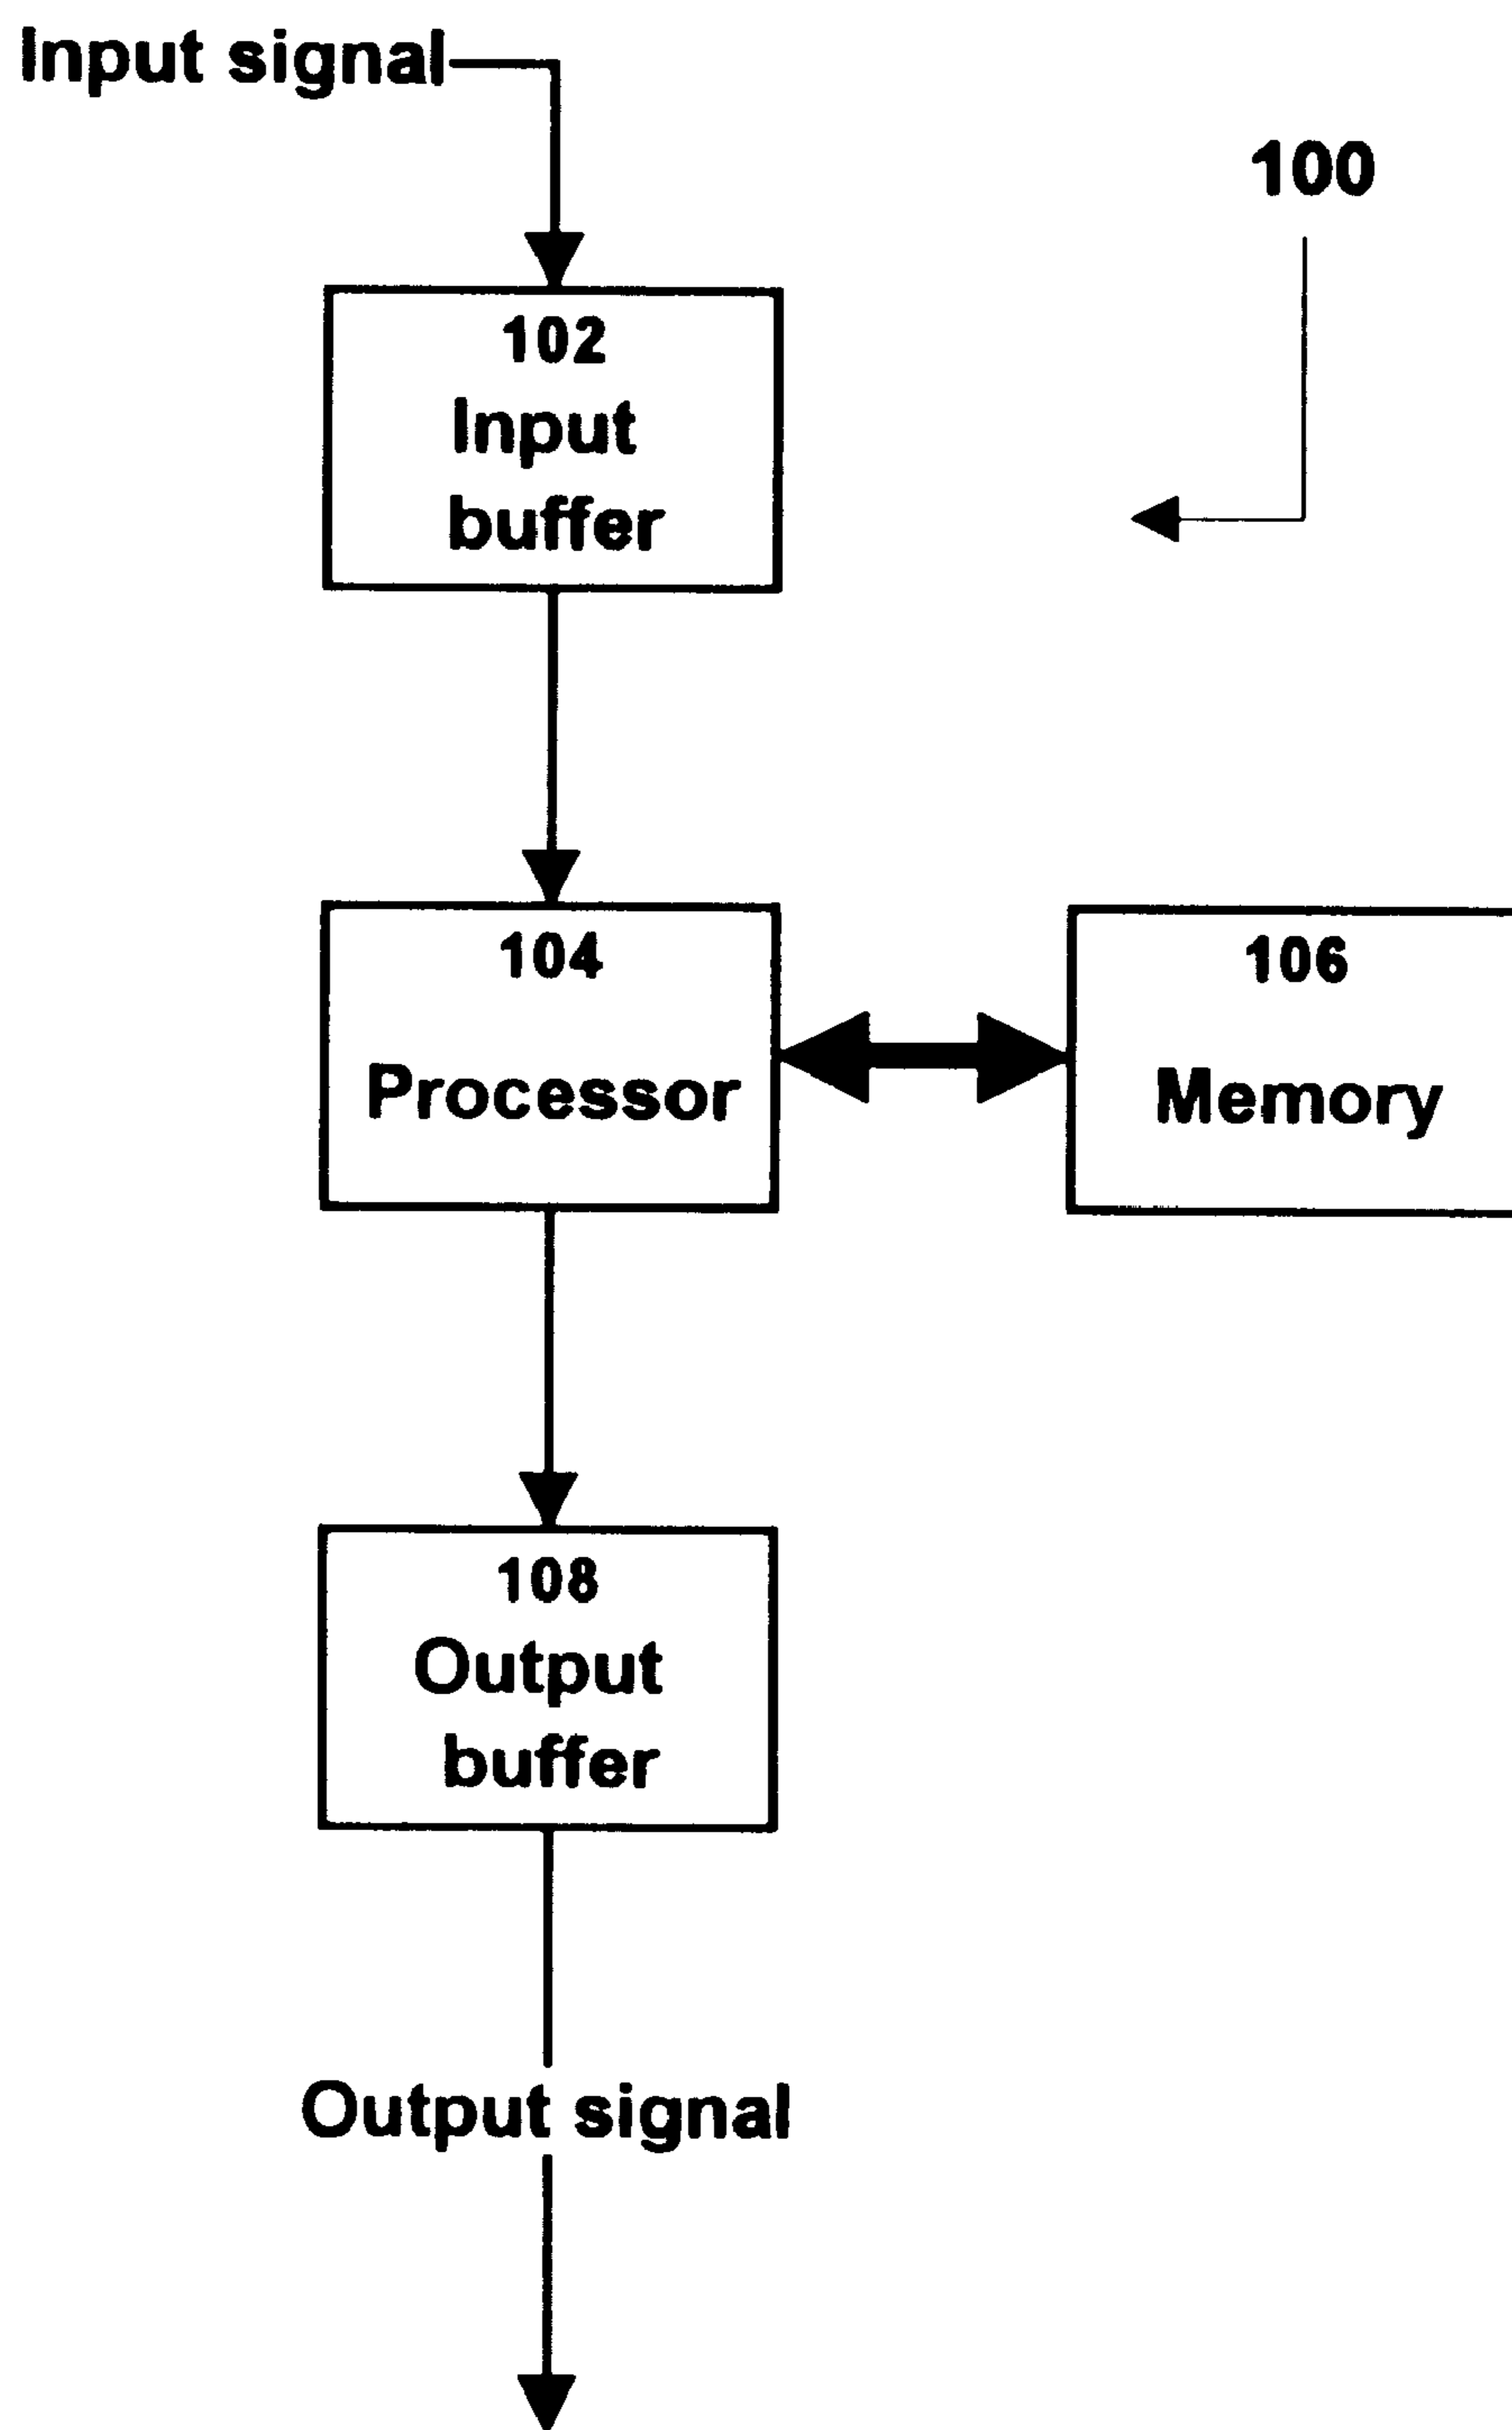 Input signal
100
102
Input
buffer
104
Processor
106
Memory
108
Output
buffer
Output signal